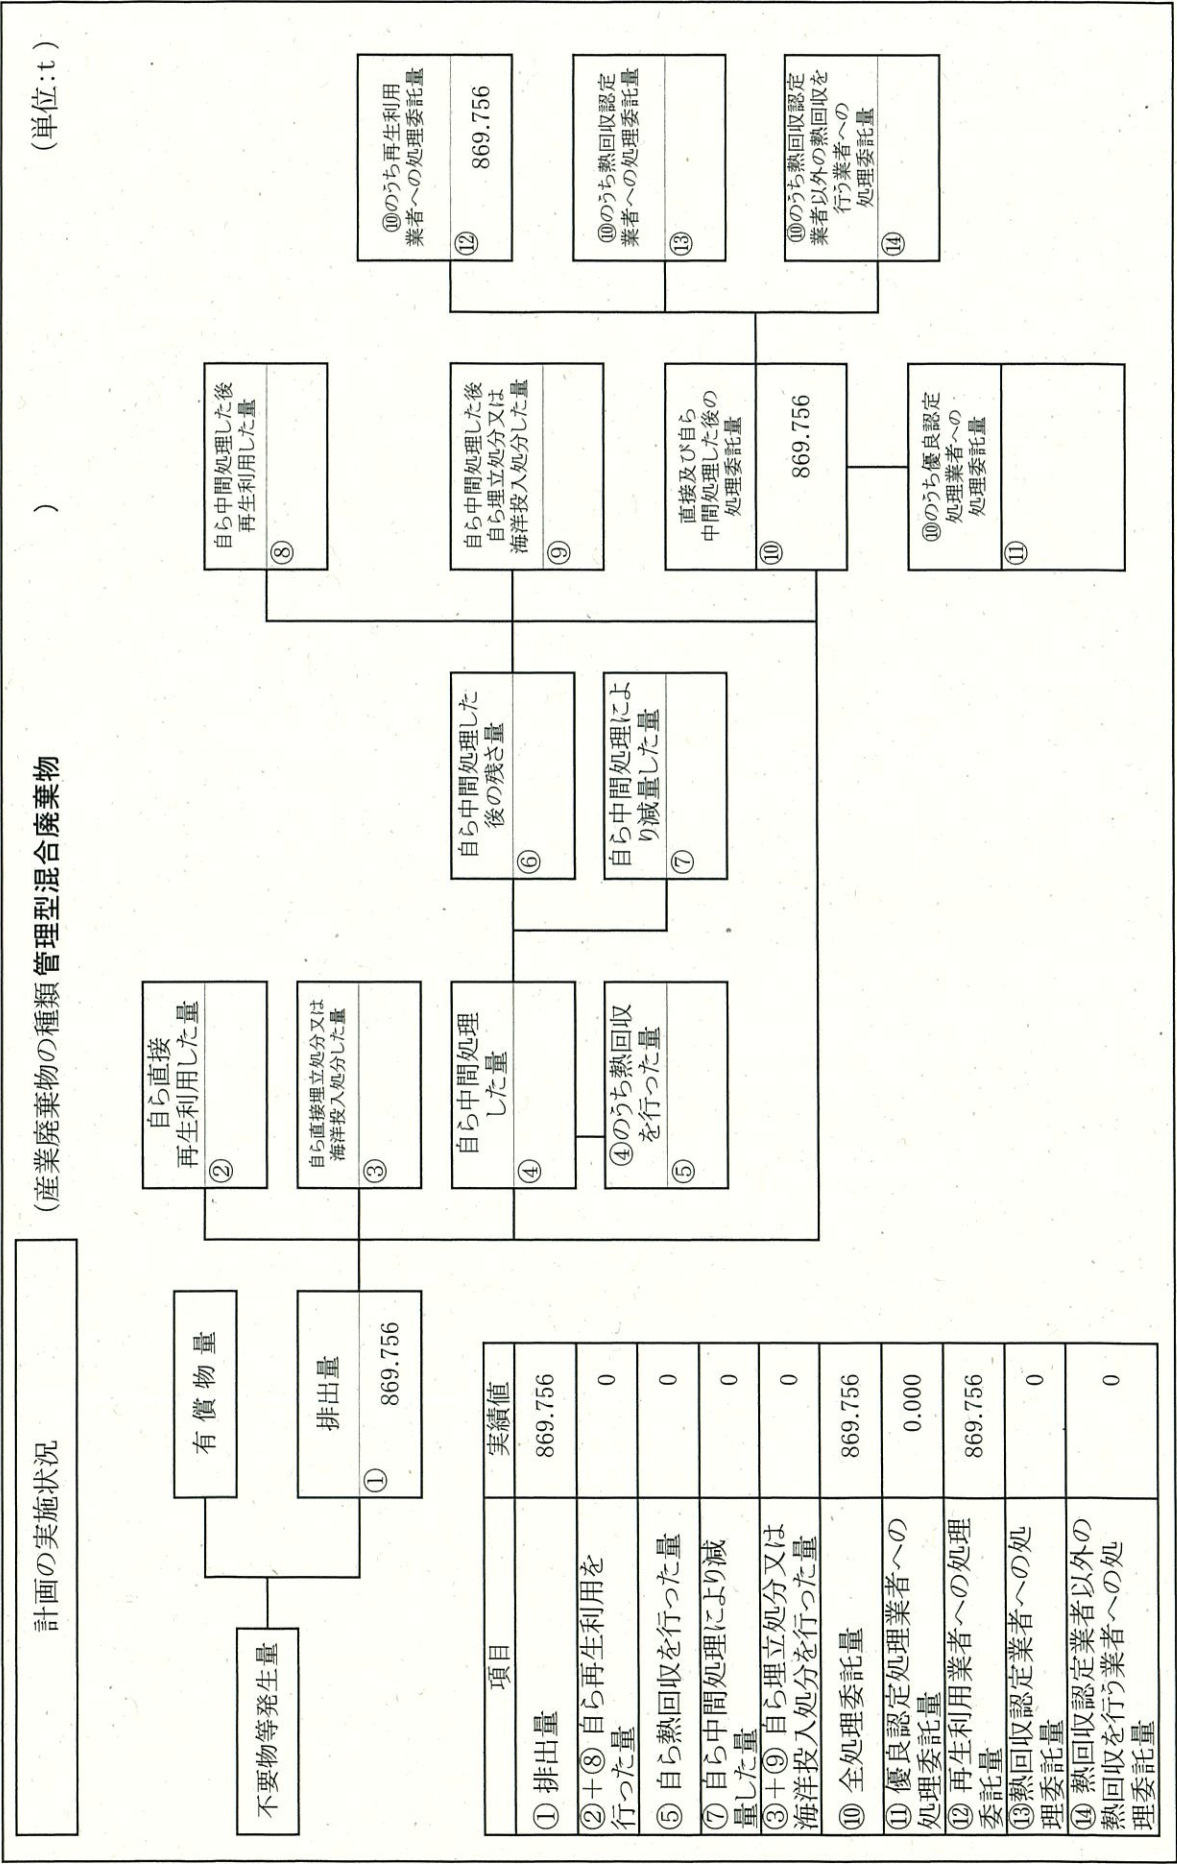 計画の実施状況
(産業廃棄物の種類 管理型混合廃棄物
)
(単位:t)
不要物等発生量
有償物量
排出量
①
869.756
自ら直接
再生利用した量
②
自ら直接埋立処分又は
海洋投入処分した量
③
自ら中間処理
した量
④
④のうち熱回収
を行った量
⑤
自ら中間処理した
後の残さ量
⑥
自ら中間処理によ
り減量した量
⑦
自ら中間処理した後
再生利用した量
⑧
自ら中間処理した後
自ら埋立処分又は
海洋投入処分した量
⑨
直接及び自ら
中間処理した後の
処理委託量
⑩
869.756
⑩のうち優良認定
処理業者への
処理委託量
⑪
⑩のうち再生利用
業者への処理委託量
⑫
869.756
⑩のうち熱回収認定
業者への処理委託量
⑬
⑩のうち熱回収認定
業者以外の熱回収を
行う業者への
処理委託量
⑭
項目 実績値
① 排出量 869.756
②+⑧ 自ら再生利用を
行った量 0
⑤ 自ら熱回収を行った量 0
⑦ 自ら中間処理により減
量した量 0
③+⑨ 自ら埋立処分又は
海洋投入処分を行った量 0
⑩ 全処理委託量 869.756
⑪ 優良認定処理業者への
処理委託量 0.000
⑫ 再生利用業者への処理
委託量 869.756
⑬熱回収認定業者への処
理委託量 0
⑭ 熱回収認定業者以外の
熱回収を行う業者への処
理委託量 0